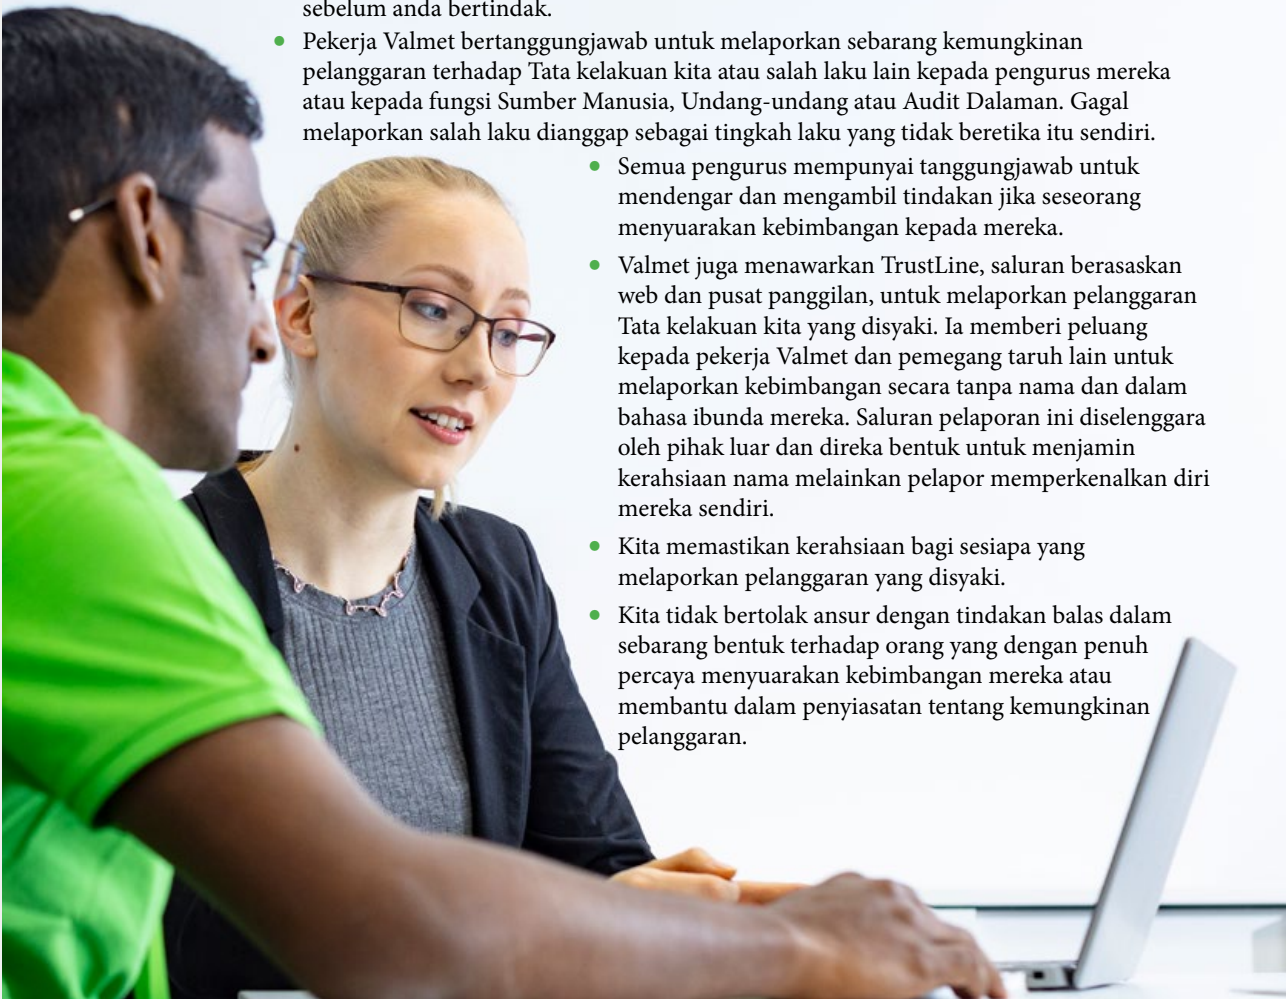 sebelum anda bertindak.
Pekerja Valmet bertanggungjawab untuk melaporkan sebarang kemungkinan
pelanggaran terhadap Tata kelakuan kita atau salah laku lain kepada pengurus mereka
atau kepada fungsi Sumber Manusia, Undang-undang atau Audit Dalaman. Gagal
melaporkan salah laku dianggap sebagai tingkah laku yang tidak beretika itu sendiri.
Semua pengurus mempunyai tanggungjawab untuk
mendengar dan mengambil tindakan jika seseorang
menyuarakan kebimbangan kepada mereka.
Valmet juga menawarkan TrustLine, saluran berasaskan
web dan pusat panggilan, untuk melaporkan pelanggaran
Tata kelakuan kita yang disyaki. Ia memberi peluang
kepada pekerja Valmet dan pemegang taruh lain untuk
melaporkan kebimbangan secara tanpa nama dan dalam
bahasa ibunda mereka. Saluran pelaporan ini diselenggara
oleh pihak luar dan direka bentuk untuk menjamin
kerahsiaan nama melainkan pelapor memperkenalkan diri
mereka sendiri.
Kita memastikan kerahsiaan bagi sesiapa yang
melaporkan pelanggaran yang disyaki.
Kita tidak bertolak ansur dengan tindakan balas dalam
sebarang bentuk terhadap orang yang dengan penuh
percaya menyuarakan kebimbangan mereka atau
membantu dalam penyiasatan tentang kemungkinan
pelanggaran.